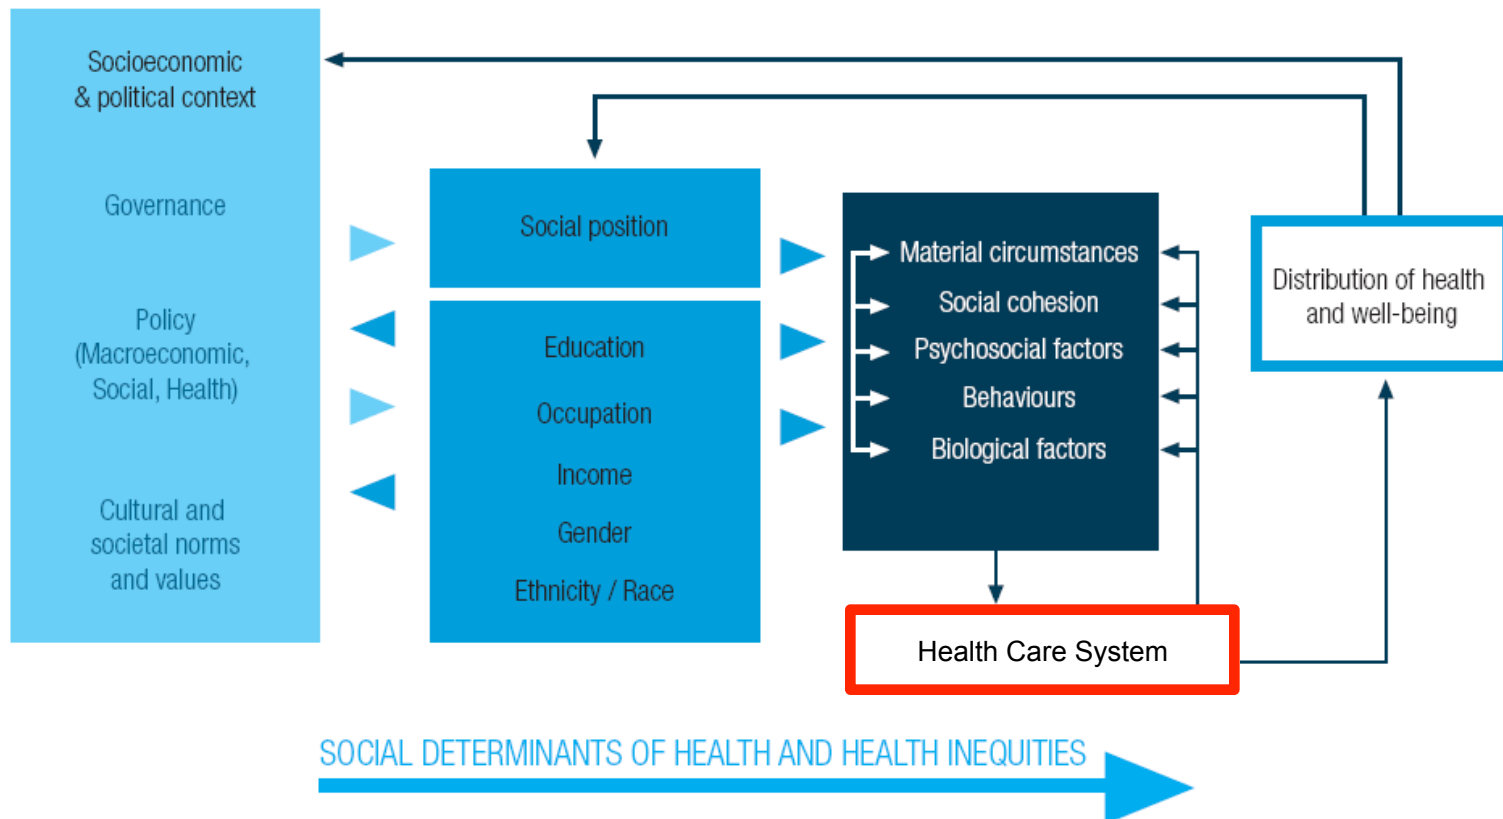 Socioeconomic
& political context
Governance
Policy
(Macroeconomic,
Social, Health)
Cultural and
societal norms
and values
Social position
Education
Occupation
Income
Gender
Ethnicity / Race
Material circumstances
Social cohesion
Psychosocial factors
Behaviours
Biological factors
Health Care System
Distribution of health
and well-being
SOCIAL DETERMINANTS OF HEALTH AND HEALTH INEQUITIES